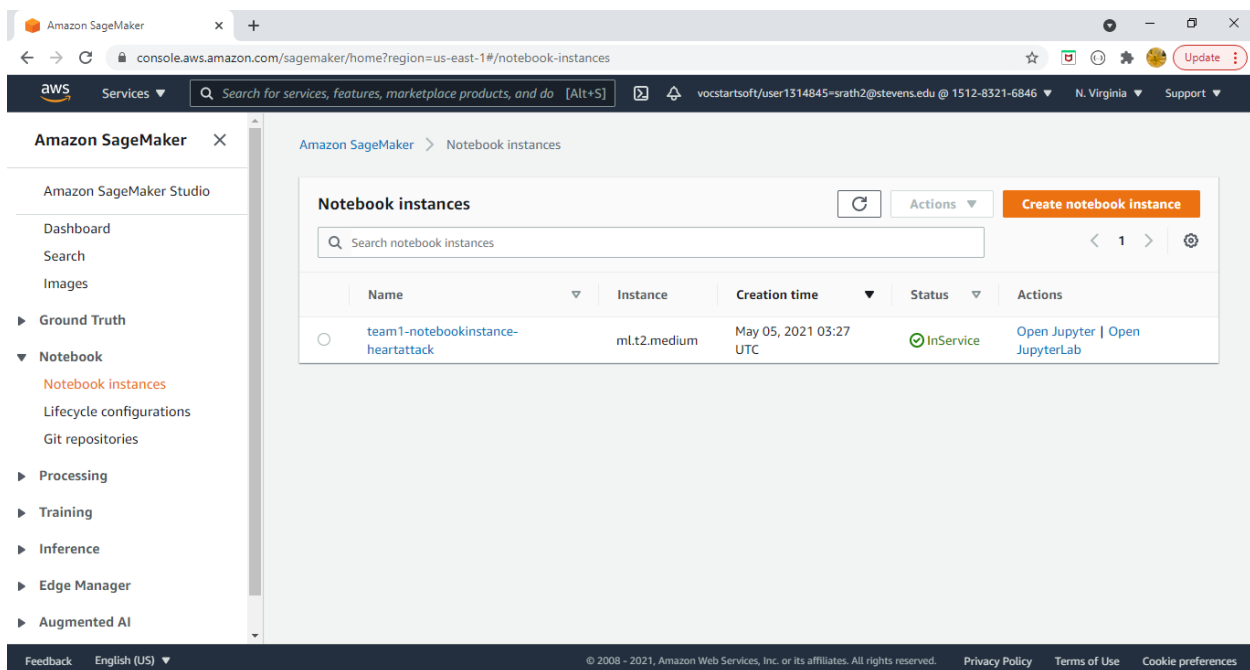 Amazon SageMaker
console.aws.amazon.com/sagemaker/home?region=us-east-1#/notebook-instances
Update
aws
Services
Search for services, features, marketplace products, and do [Alt+S]
vocstartsoft/user1314845=srath2@stevens.edu @ 1512-8321-6846
N. Virginia
Support
Amazon SageMaker
Amazon SageMaker > Notebook instances
Amazon SageMaker Studio
Dashboard
Search
Images
Ground Truth
Notebook
Notebook instances
Lifecycle configurations
Git repositories
Processing
Training
Inference
Edge Manager
Augmented AI
Notebook instances
Actions
Create notebook instance
Search notebook instances
1
Name Instance Creation time Status Actions
team1-notebookinstance-
heartattack
ml.t2.medium
May 05, 2021 03:27
UTC
InService
Open Jupyter | Open
JupyterLab
Feedback
English (US)
© 2008 - 2021, Amazon Web Services, Inc. or its affiliates. All rights reserved.
Privacy Policy
Terms of Use
Cookie preferences